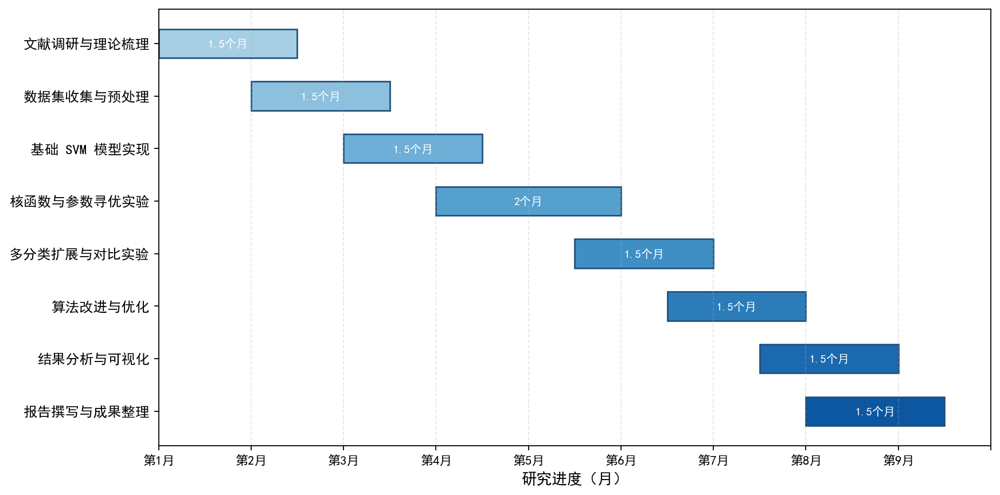 文献调研与理论梳理
1.5个月
数据集收集与预处理
1.5个月
基础 SVM 模型实现
1.5个月
核函数与参数寻优实验
2个月
多分类扩展与对比实验
1.5个月
算法改进与优化
1.5个月
结果分析与可视化
1.5个月
报告撰写与成果整理
1.5个月
第1月 第2月 第3月 第4月 第5月 第6月 第7月 第8月 第9月
研究进度（月）